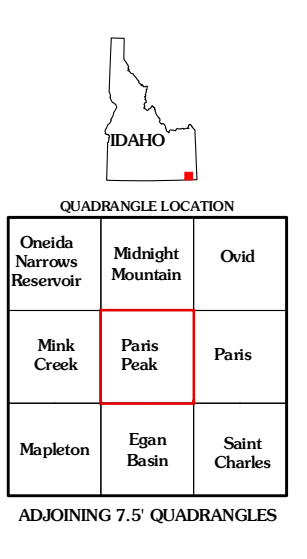 IDAHO
QUADRANGLE LOCATION
Oneida
Narrows
Reservoir
Midnight
Mountain
Ovid
Mink
Creek
Paris
Peak
Paris
Mapleton
Egan
Basin
Saint
Charles
ADJOINING 7.5' QUADRANGLES